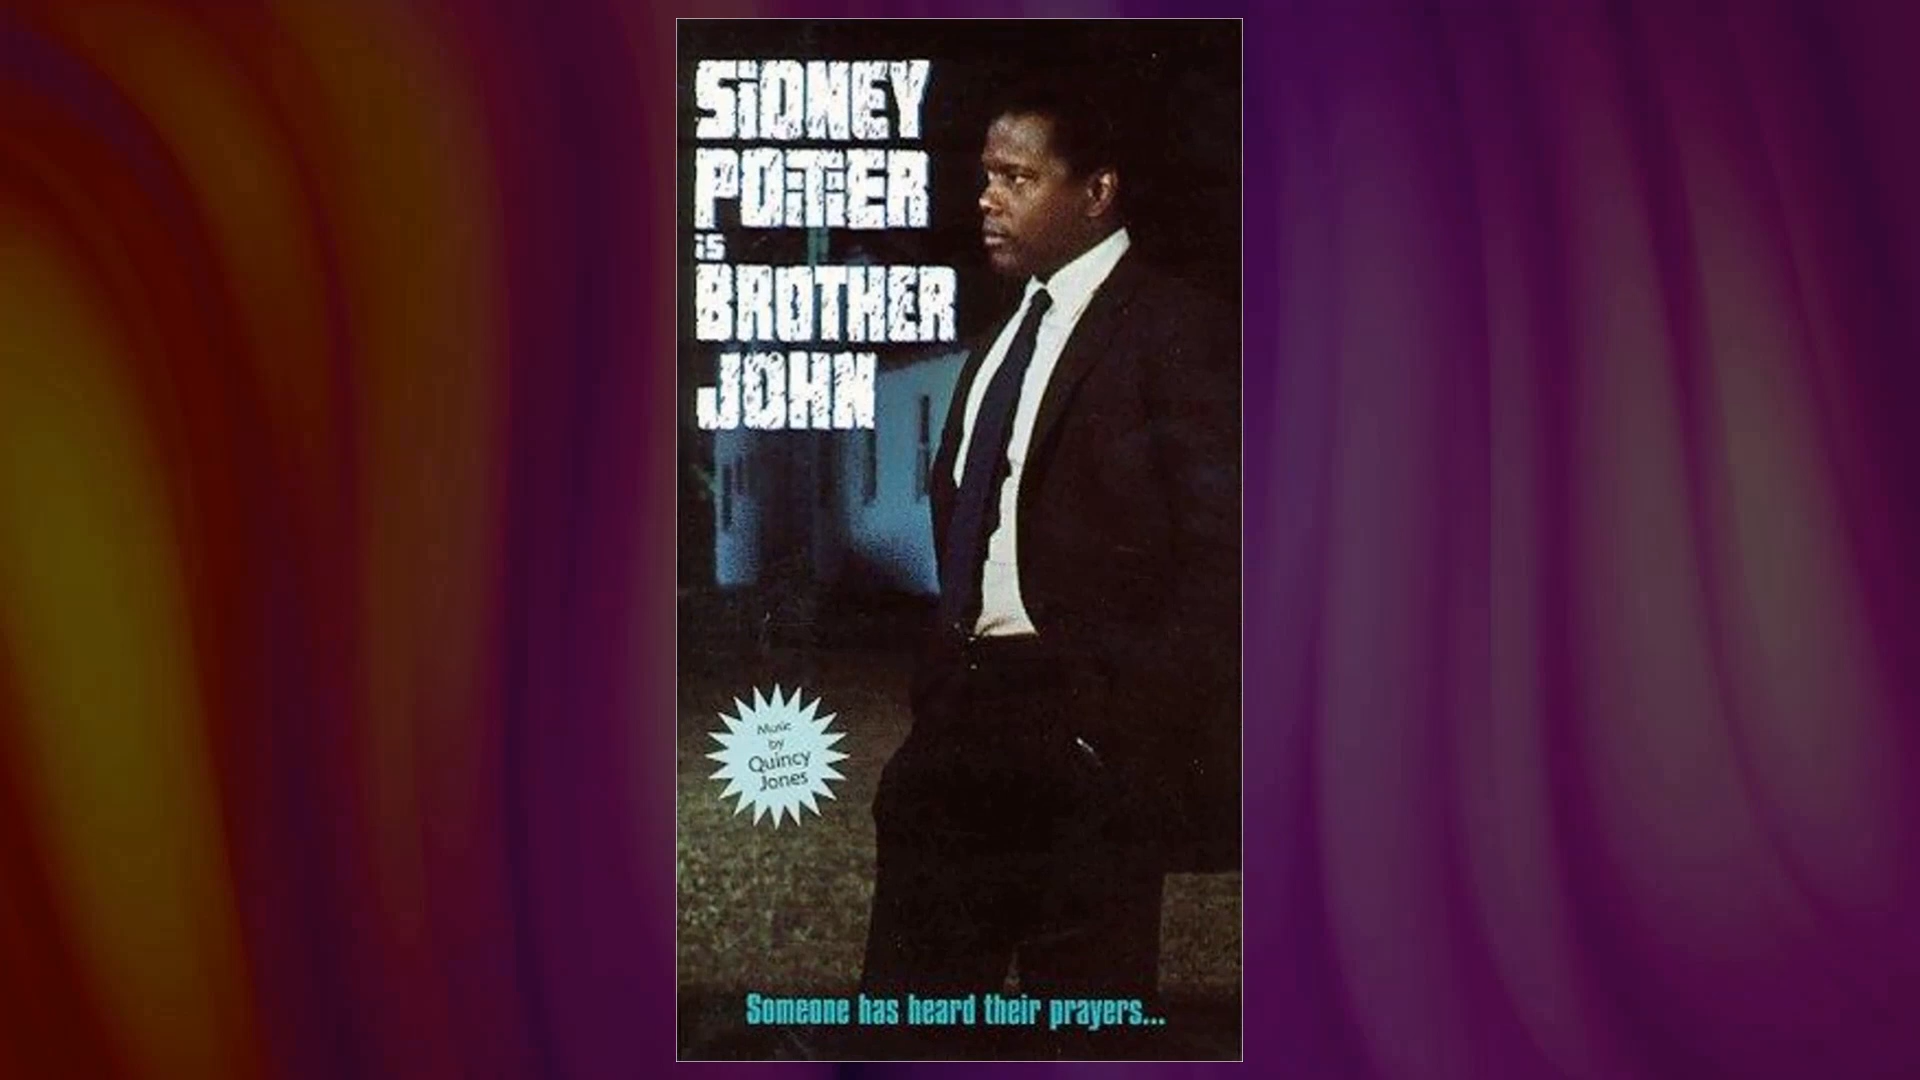 SiDNEY
POiTiER
iS
BROTHER
JOHN
Music
by
Quincy
Jones
Someone has heard their prayers...